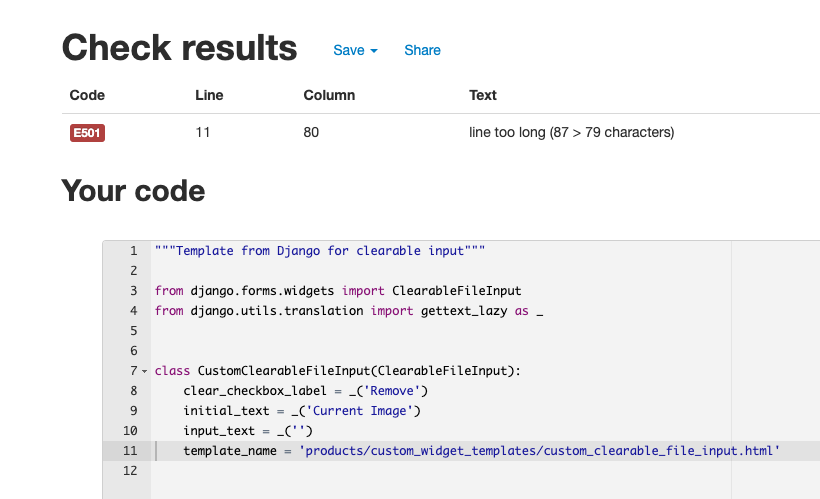 Check results Save Share
Code Line Column Text
E501 11 80 line too long (87 > 79 characters)
Your code
1 """Template from Django for clearable input"""
2
3 from django.forms.widgets import ClearableFileInput
4 from django.utils.translation import gettext_lazy as _
5
6
7 class CustomClearableFileInput(ClearableFileInput):
8     clear_checkbox_label = _('Remove')
9     initial_text = _('Current Image')
10     input_text = _('')
11     template_name = 'products/custom_widget_templates/custom_clearable_file_input.html'
12